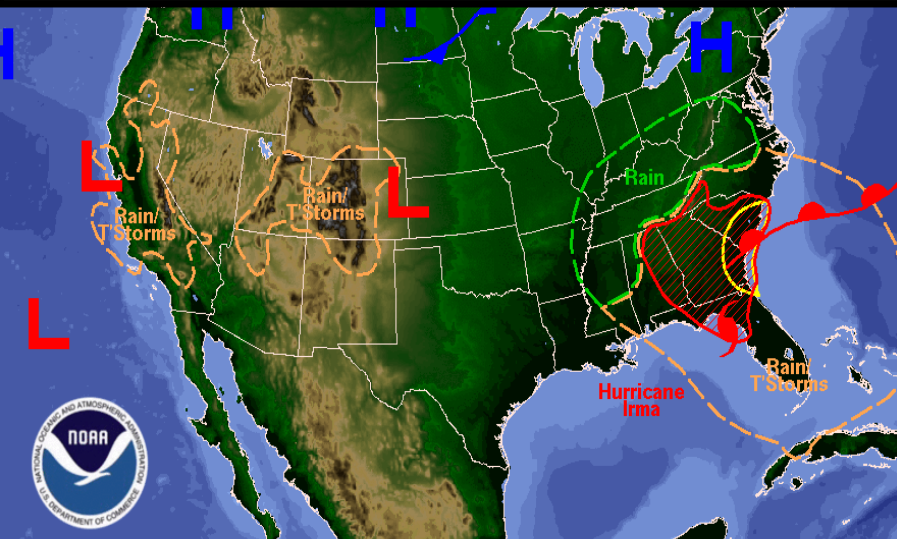 H
H
H
H
Rain
L
L
Rain/
T'Storms
Rain/
T'Storms
L
Rain/
T'Storms
Hurricane
Irma
NATIONAL OCEANIC AND ATMOSPHERIC ADMINISTRATION
NOAA
U.S. DEPARTMENT OF COMMERCE